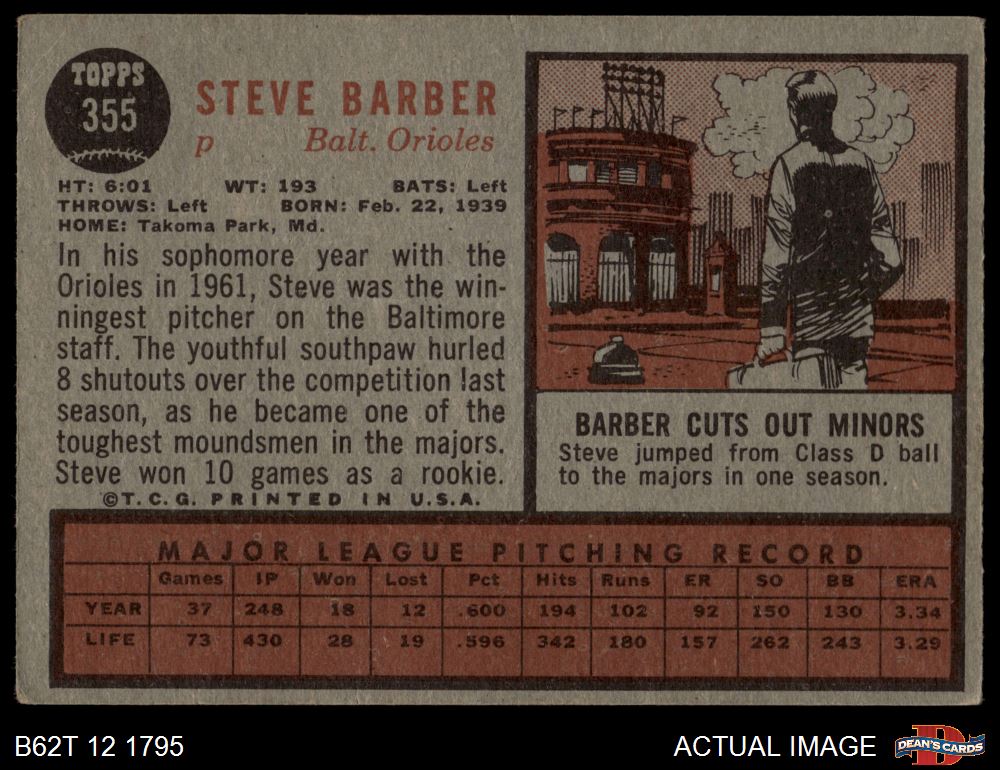 TOPPS
355
STEVE BARBER
p Balt. Orioles
HT: 6:01 WT: 193 BATS: Left
THROWS: Left BORN: Feb. 22, 1939
HOME: Takoma Park, Md.
In his sophomore year with the
Orioles in 1961, Steve was the win-
ningest pitcher on the Baltimore
staff. The youthful southpaw hurled
8 shutouts over the competition last
season, as he became one of the
toughest moundsmen in the majors.
Steve won 10 games as a rookie.
©T.C.G. PRINTED IN U.S.A.
BARBER CUTS OUT MINORS
Steve jumped from Class D ball
to the majors in one season.
MAJOR LEAGUE PITCHING RECORD
Games IP Won Lost Pct Hits Runs ER SO BB ERA
YEAR 37 248 18 12 .600 194 102 92 150 130 3.34
LIFE 73 430 28 19 .596 342 180 157 262 243 3.29
B62T 12 1795
ACTUAL IMAGE
D
DEAN'S CARDS